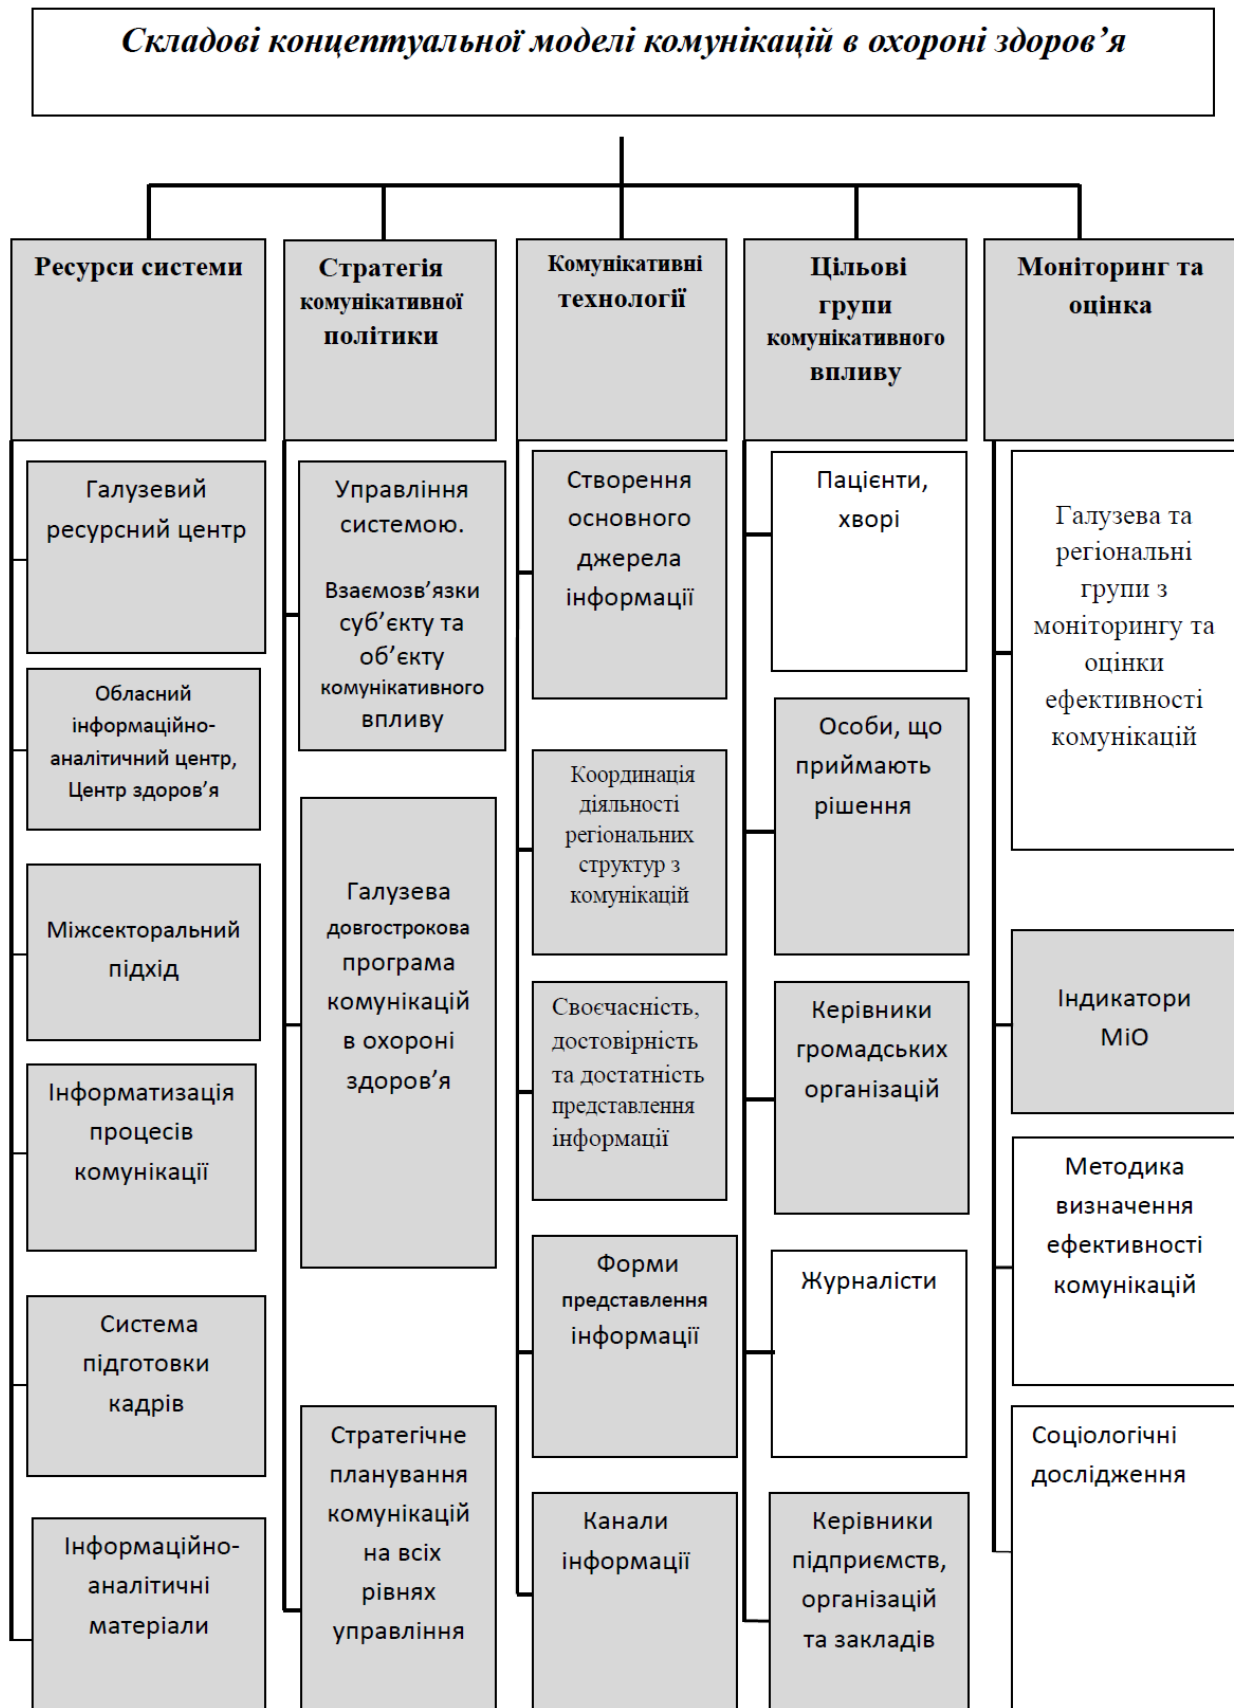 Складові концептуальної моделі комунікацій в охороні здоров’я
Ресурси системи
Галузевий
ресурсний центр
Обласний
інформаційно-
аналітичний центр,
Центр здоров’я
Міжсекторальний
підхід
Інформатизація
процесів
комунікації
Система
підготовки
кадрів
Інформаційно-
аналітичні
матеріали
Стратегія
комунікативної
політики
Управління
системою.
Взаємозв’язки
суб’єкту та
об’єкту
комунікативного
впливу
Галузева
довгострокова
програма
комунікацій
в охороні
здоров’я
Стратегічне
планування
комунікацій
на всіх
рівнях
управління
Комунікативні
технології
Створення
основного
джерела
інформації
Координація
діяльності
регіональних
структур з
комунікацій
Своєчасність,
достовірність
та достатність
представлення
інформації
Форми
представлення
інформації
Канали
інформації
Цільові
групи
комунікативного
впливу
Пацієнти,
хворі
Особи, що
приймають
рішення
Керівники
громадських
організацій
Журналісти
Керівники
підприємств,
організацій
та закладів
Моніторинг та
оцінка
Галузева та
регіональні
групи з
моніторингу та
оцінки
ефективності
комунікацій
Індикатори
МіО
Методика
визначення
ефективності
комунікацій
Соціологічні
дослідження